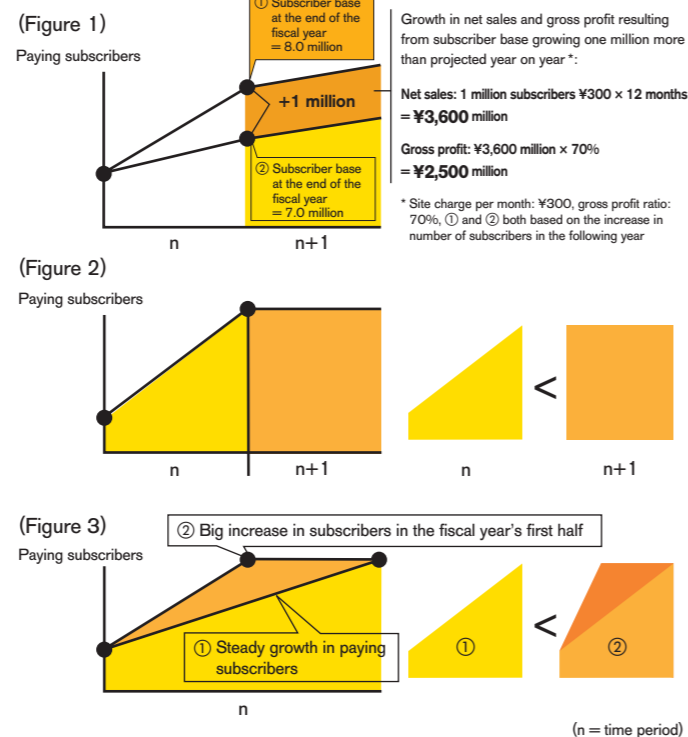 (Figure 1)
Paying subscribers
① Subscriber base
at the end of the
fiscal year
= 8.0 million
+1 million
② Subscriber base
at the end of the
fiscal year
= 7.0 million
n
n+1
Growth in net sales and gross profit resulting
from subscriber base growing one million more
than projected year on year*:
Net sales: 1 million subscribers ¥300 × 12 months
= ¥3,600 million
Gross profit: ¥3,600 million × 70%
= ¥2,500 million
* Site charge per month: ¥300, gross profit ratio:
70%, ① and ② both based on the increase in
number of subscribers in the following year
(Figure 2)
Paying subscribers
n
n+1
<
n
n+1
(Figure 3)
Paying subscribers
② Big increase in subscribers in the fiscal year's first half
① Steady growth in paying
subscribers
n
①
<
②
(n = time period)